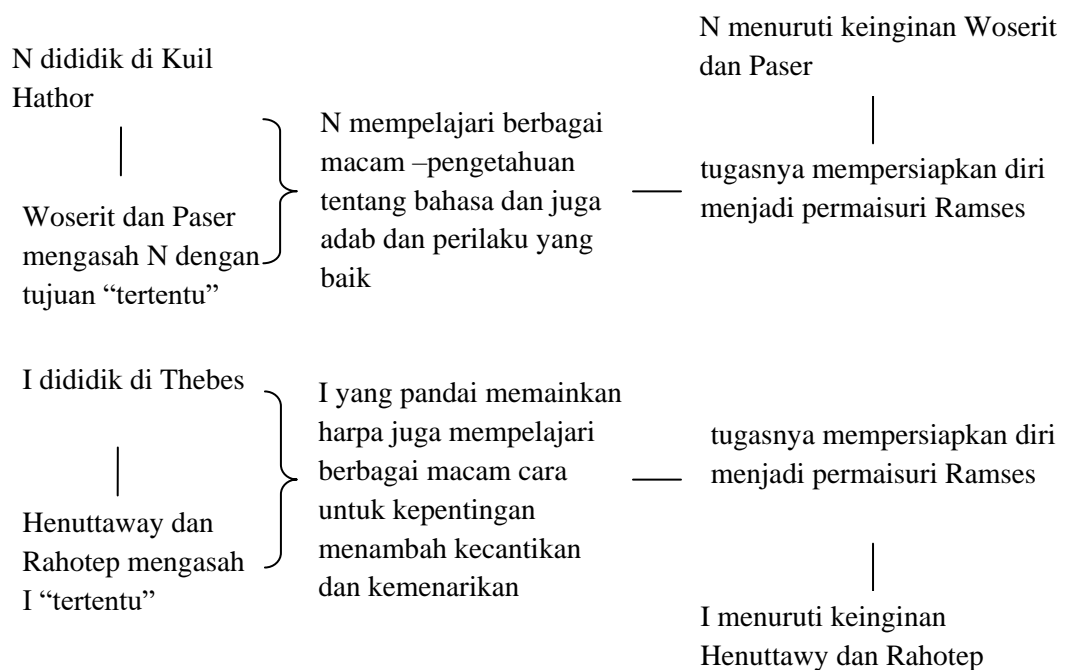 N dididik di Kuil
Hathor
Woserit dan Paser
mengasah N dengan
tujuan “tertentu”
N mempelajari berbagai
macam –pengetahuan
tentang bahasa dan juga
adab dan perilaku yang
baik
N menuruti keinginan Woserit
dan Paser
tugasnya mempersiapkan diri
menjadi permaisuri Ramses
I dididik di Thebes
Henuttaway dan
Rahotep mengasah
I “tertentu”
I yang pandai memainkan
harpa juga mempelajari
berbagai macam cara
untuk kepentingan
menambah kecantikan
dan kemenarikan
tugasnya mempersiapkan diri
menjadi permaisuri Ramses
I menuruti keinginan
Henuttawy dan Rahotep